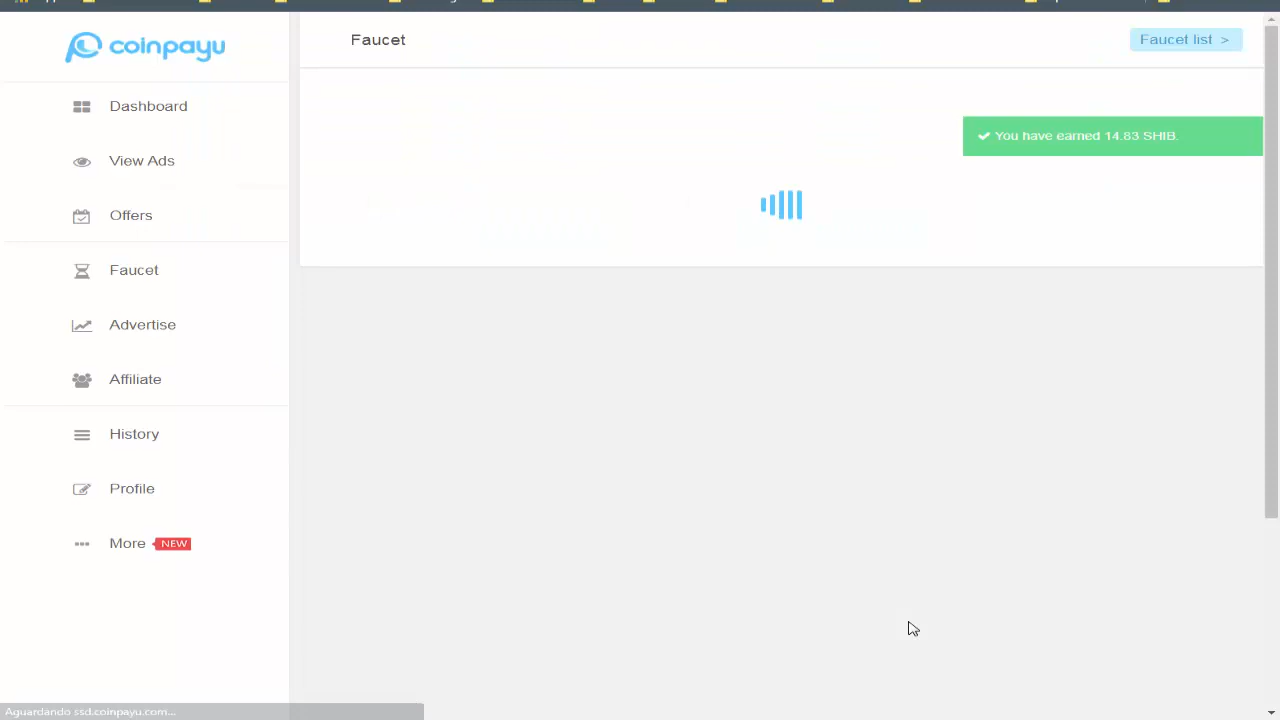 coinpayu
Faucet
Faucet list >
Dashboard
You have earned 14.83 SHIB.
View Ads
Offers
Faucet
Advertise
Affiliate
History
Profile
More NEW
Aguardando ssd.coinpayu.com...